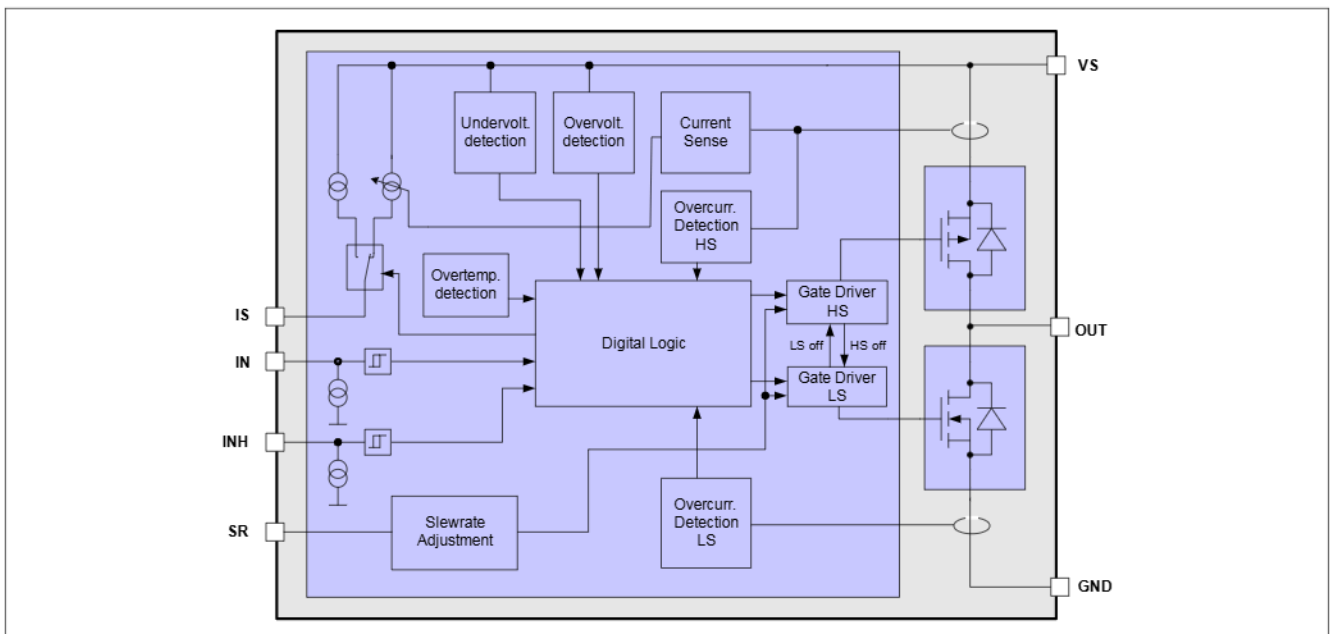 VS
Undervolt.
detection
Overvolt.
detection
Current
Sense
Overcurr.
Detection
HS
Overtemp.
detection
Gate Driver
HS
IS
OUT
Digital Logic
LS off
HS off
IN
Gate Driver
LS
INH
Overcurr.
Detection
LS
SR
Slewrate
Adjustment
GND